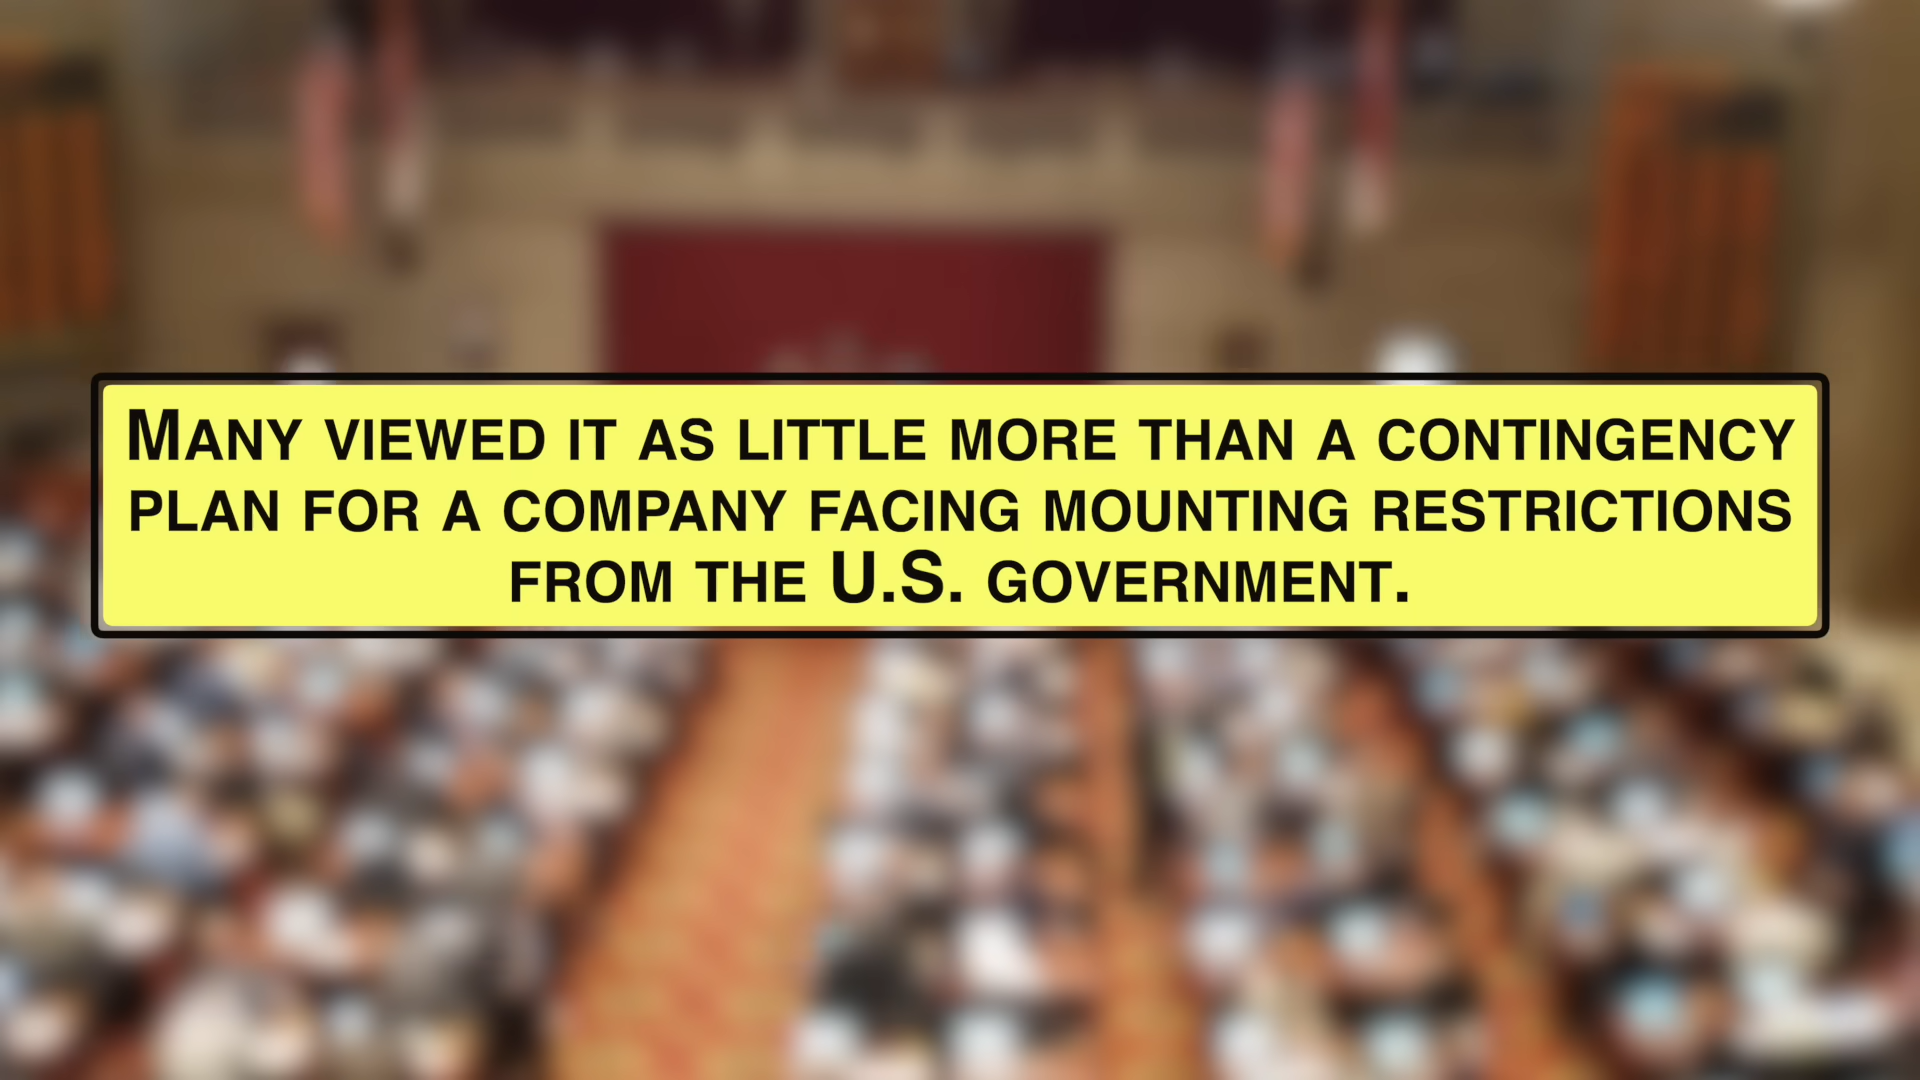 Many viewed it as little more than a contingency
plan for a company facing mounting restrictions
from the U.S. government.